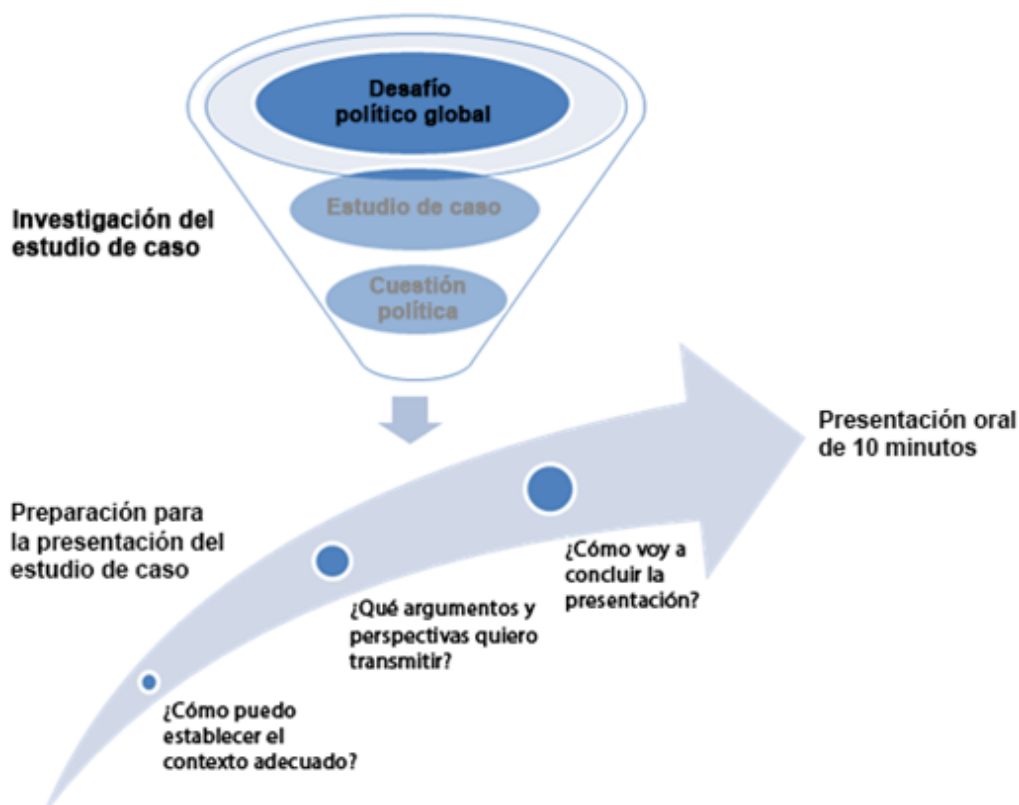 Desafío
político global
Estudio de caso
Investigación del
estudio de caso
Cuestión
política
Presentación oral
de 10 minutos
Preparación para
la presentación del
estudio de caso
¿Cómo voy a
concluir la
presentación?
¿Qué argumentos y
perspectivas quiero
transmitir?
¿Cómo puedo
establecer el
contexto adecuado?